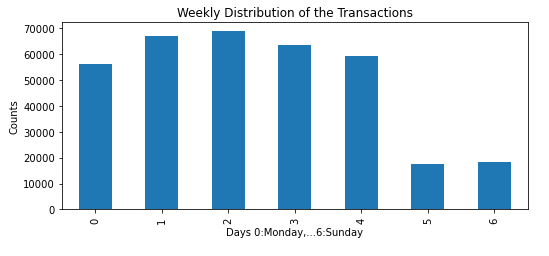 Weekly Distribution of the Transactions
70000
60000
50000
40000
30000
20000
10000
0
Counts
0 1 2 3 4 5 6
Days 0:Monday,...6:Sunday